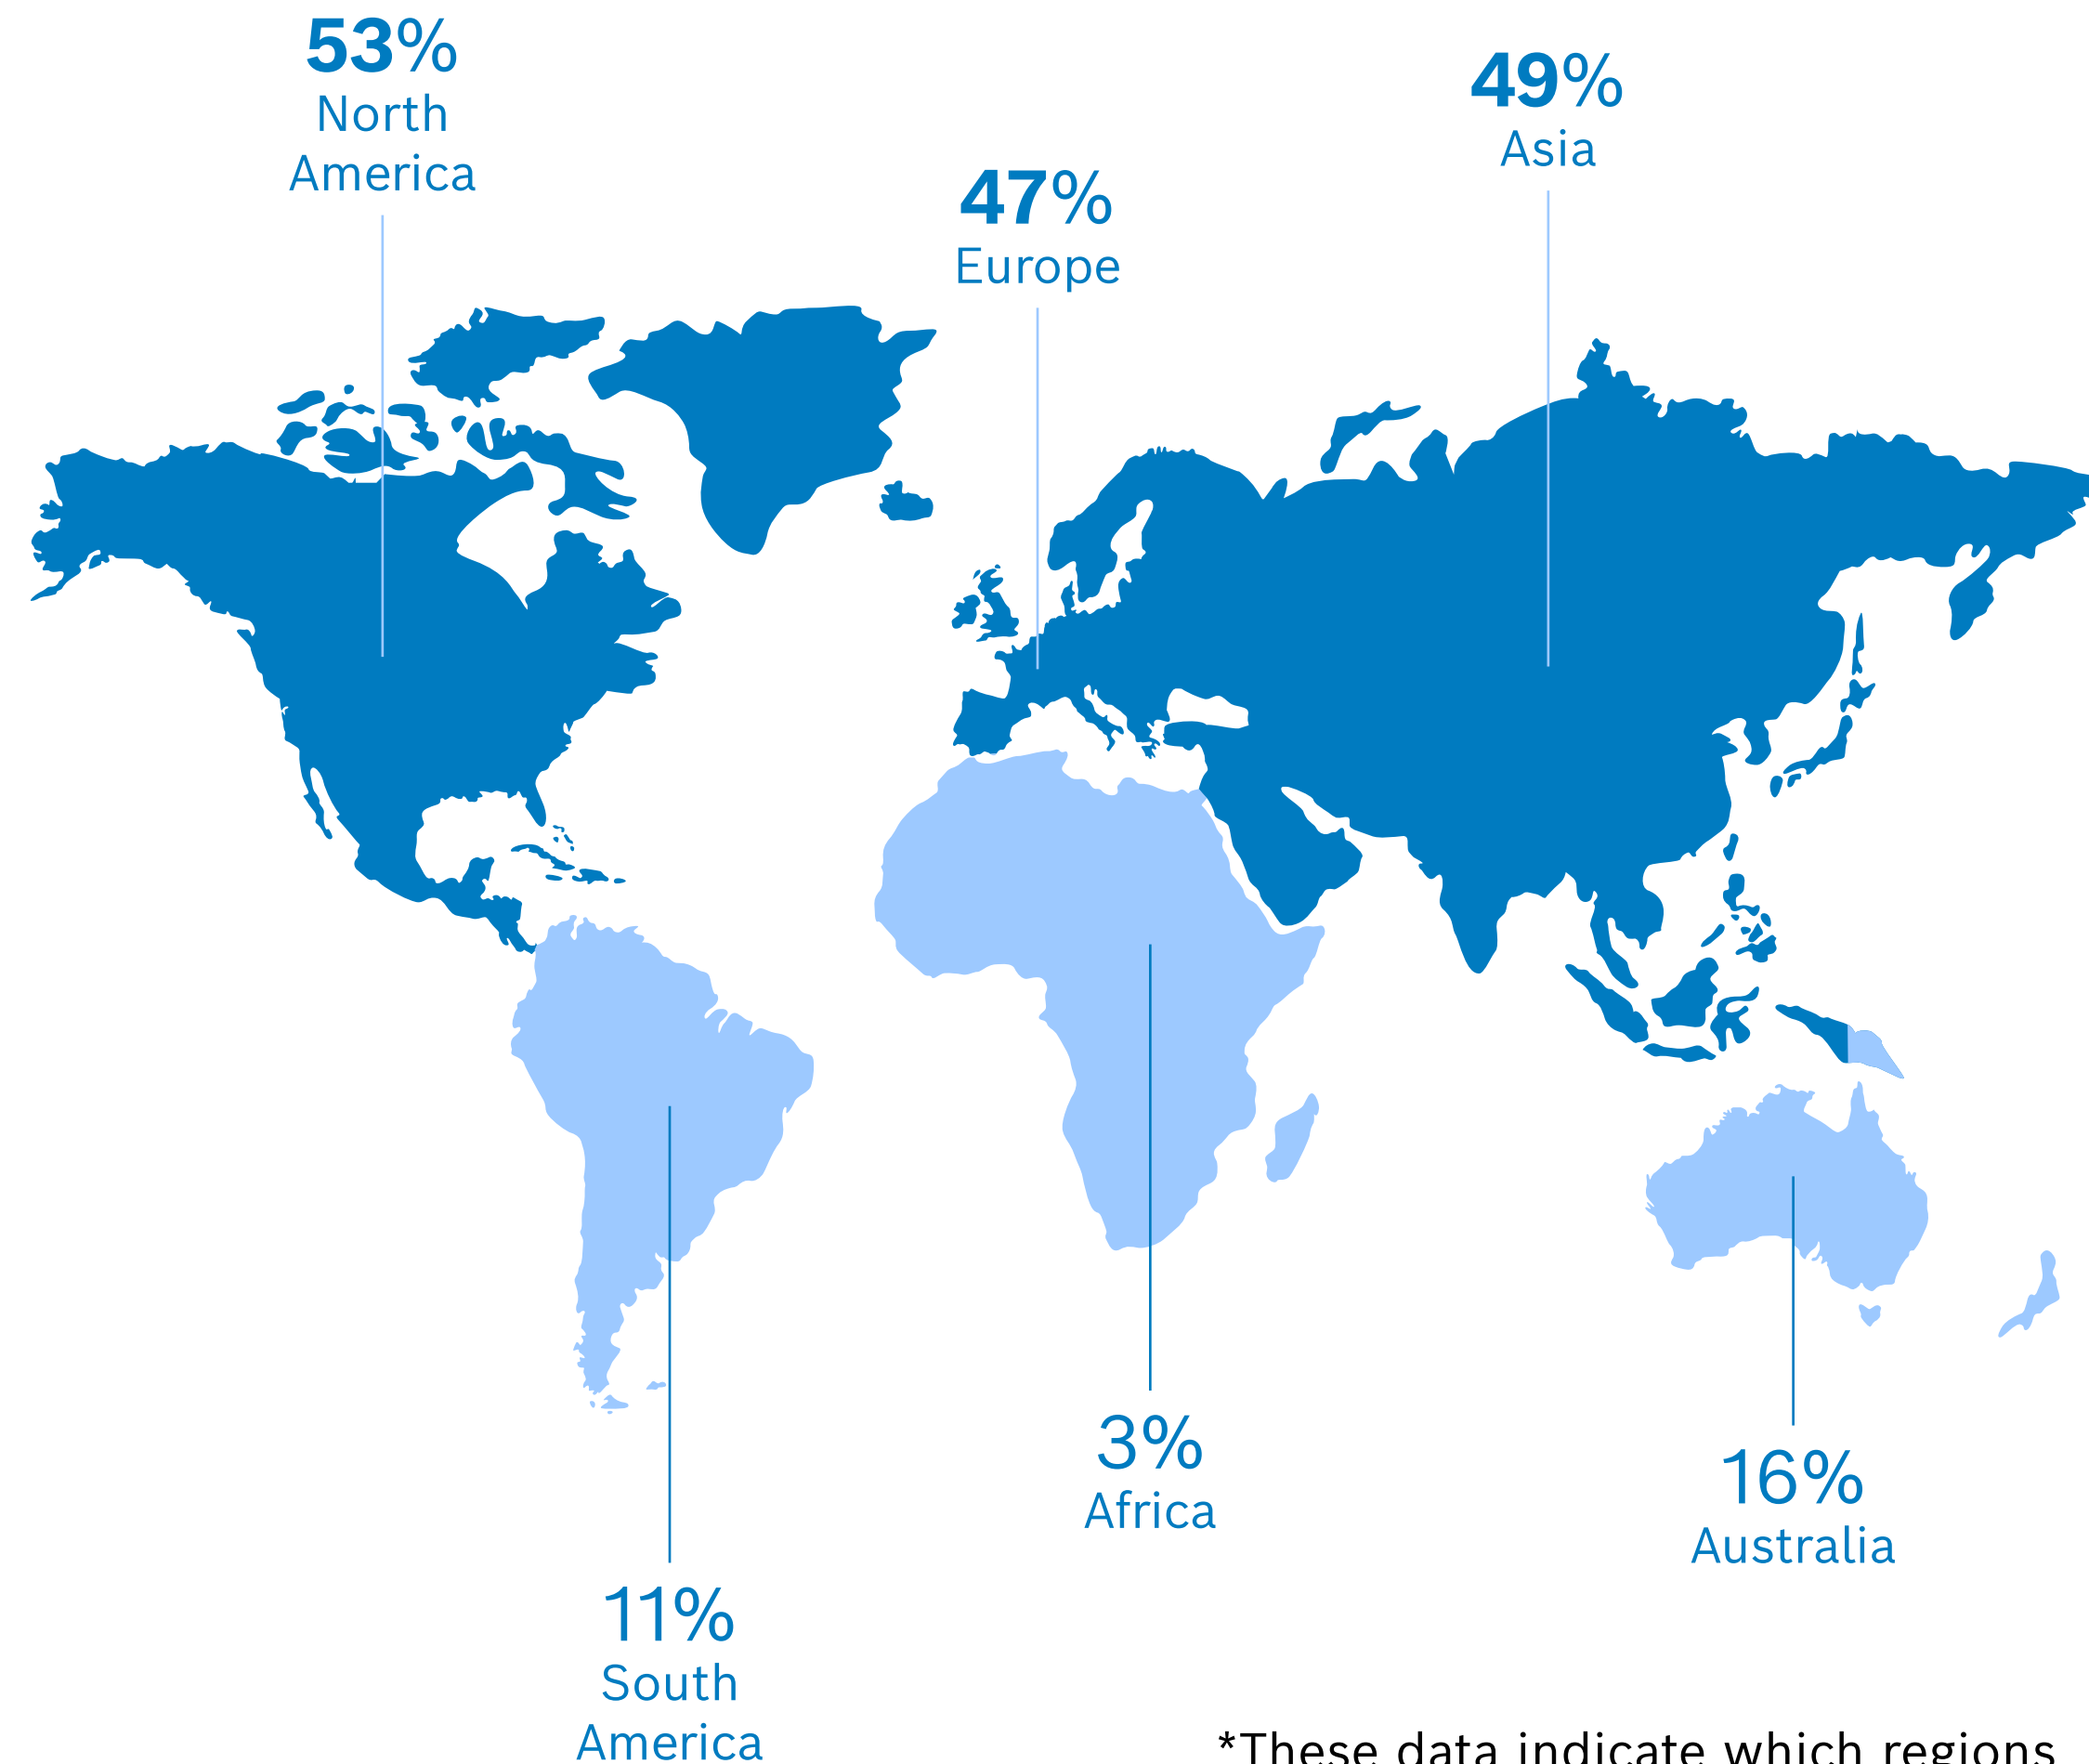 53%
North
America
49%
Asia
47%
Europe
3%
Africa
16%
Australia
11%
South
America
*These data indicate which regions